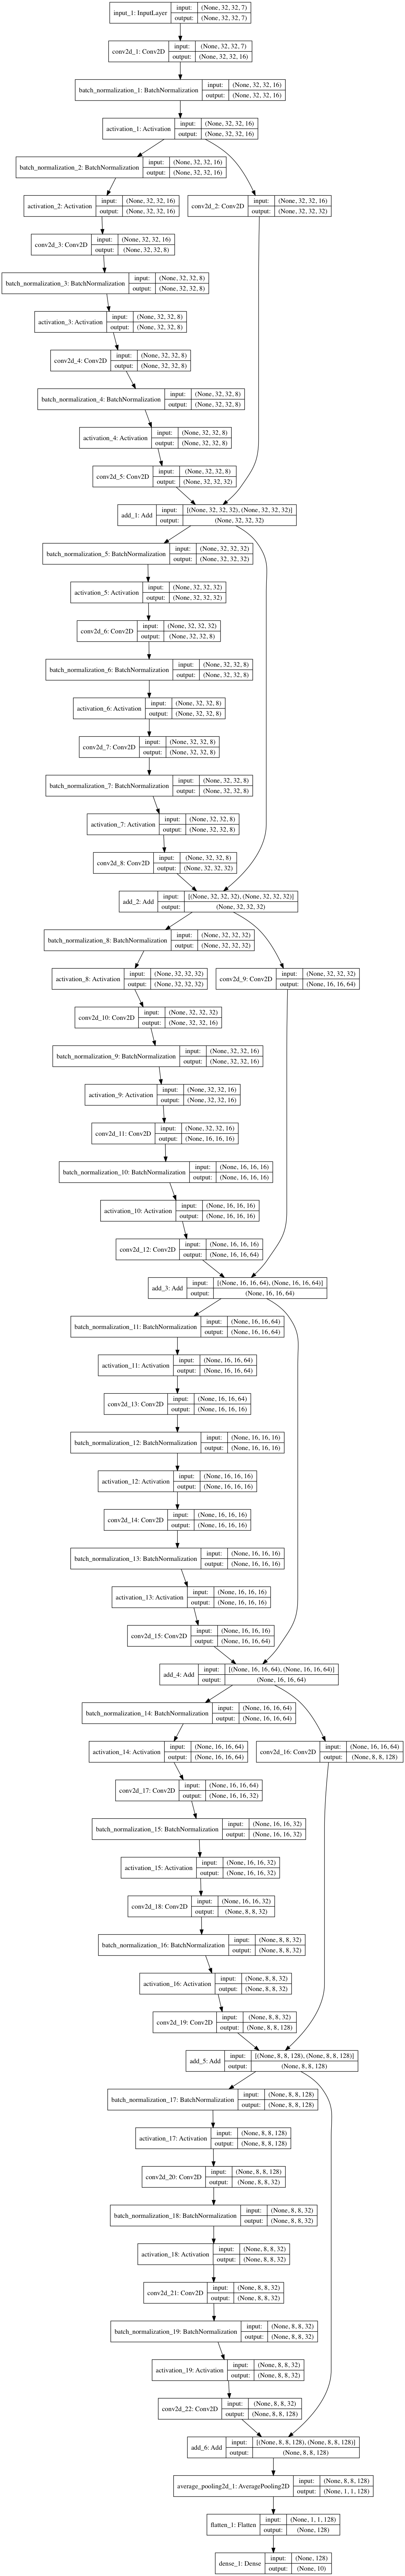 input_1: InputLayer input: (None, 32, 32, 7)
output: (None, 32, 32, 7)
conv2d_1: Conv2D input: (None, 32, 32, 7)
output: (None, 32, 32, 16)
batch_normalization_1: BatchNormalization input: (None, 32, 32, 16)
output: (None, 32, 32, 16)
activation_1: Activation input: (None, 32, 32, 16)
output: (None, 32, 32, 16)
batch_normalization_2: BatchNormalization input: (None, 32, 32, 16)
output: (None, 32, 32, 16)
activation_2: Activation input: (None, 32, 32, 16)
output: (None, 32, 32, 16)
conv2d_2: Conv2D input: (None, 32, 32, 16)
output: (None, 32, 32, 32)
conv2d_3: Conv2D input: (None, 32, 32, 16)
output: (None, 32, 32, 8)
batch_normalization_3: BatchNormalization input: (None, 32, 32, 8)
output: (None, 32, 32, 8)
activation_3: Activation input: (None, 32, 32, 8)
output: (None, 32, 32, 8)
conv2d_4: Conv2D input: (None, 32, 32, 8)
output: (None, 32, 32, 8)
batch_normalization_4: BatchNormalization input: (None, 32, 32, 8)
output: (None, 32, 32, 8)
activation_4: Activation input: (None, 32, 32, 8)
output: (None, 32, 32, 8)
conv2d_5: Conv2D input: (None, 32, 32, 8)
output: (None, 32, 32, 32)
add_1: Add input: [(None, 32, 32, 32), (None, 32, 32, 32)]
output: (None, 32, 32, 32)
batch_normalization_5: BatchNormalization input: (None, 32, 32, 32)
output: (None, 32, 32, 32)
activation_5: Activation input: (None, 32, 32, 32)
output: (None, 32, 32, 32)
conv2d_6: Conv2D input: (None, 32, 32, 32)
output: (None, 32, 32, 8)
batch_normalization_6: BatchNormalization input: (None, 32, 32, 8)
output: (None, 32, 32, 8)
activation_6: Activation input: (None, 32, 32, 8)
output: (None, 32, 32, 8)
conv2d_7: Conv2D input: (None, 32, 32, 8)
output: (None, 32, 32, 8)
batch_normalization_7: BatchNormalization input: (None, 32, 32, 8)
output: (None, 32, 32, 8)
activation_7: Activation input: (None, 32, 32, 8)
output: (None, 32, 32, 8)
conv2d_8: Conv2D input: (None, 32, 32, 8)
output: (None, 32, 32, 32)
add_2: Add input: [(None, 32, 32, 32), (None, 32, 32, 32)]
output: (None, 32, 32, 32)
batch_normalization_8: BatchNormalization input: (None, 32, 32, 32)
output: (None, 32, 32, 32)
activation_8: Activation input: (None, 32, 32, 32)
output: (None, 32, 32, 32)
conv2d_9: Conv2D input: (None, 32, 32, 32)
output: (None, 16, 16, 64)
conv2d_10: Conv2D input: (None, 32, 32, 32)
output: (None, 32, 32, 16)
batch_normalization_9: BatchNormalization input: (None, 32, 32, 16)
output: (None, 32, 32, 16)
activation_9: Activation input: (None, 32, 32, 16)
output: (None, 32, 32, 16)
conv2d_11: Conv2D input: (None, 32, 32, 16)
output: (None, 16, 16, 16)
batch_normalization_10: BatchNormalization input: (None, 16, 16, 16)
output: (None, 16, 16, 16)
activation_10: Activation input: (None, 16, 16, 16)
output: (None, 16, 16, 16)
conv2d_12: Conv2D input: (None, 16, 16, 16)
output: (None, 16, 16, 64)
add_3: Add input: [(None, 16, 16, 64), (None, 16, 16, 64)]
output: (None, 16, 16, 64)
batch_normalization_11: BatchNormalization input: (None, 16, 16, 64)
output: (None, 16, 16, 64)
activation_11: Activation input: (None, 16, 16, 64)
output: (None, 16, 16, 64)
conv2d_13: Conv2D input: (None, 16, 16, 64)
output: (None, 16, 16, 16)
batch_normalization_12: BatchNormalization input: (None, 16, 16, 16)
output: (None, 16, 16, 16)
activation_12: Activation input: (None, 16, 16, 16)
output: (None, 16, 16, 16)
conv2d_14: Conv2D input: (None, 16, 16, 16)
output: (None, 16, 16, 16)
batch_normalization_13: BatchNormalization input: (None, 16, 16, 16)
output: (None, 16, 16, 16)
activation_13: Activation input: (None, 16, 16, 16)
output: (None, 16, 16, 16)
conv2d_15: Conv2D input: (None, 16, 16, 16)
output: (None, 16, 16, 64)
add_4: Add input: [(None, 16, 16, 64), (None, 16, 16, 64)]
output: (None, 16, 16, 64)
batch_normalization_14: BatchNormalization input: (None, 16, 16, 64)
output: (None, 16, 16, 64)
activation_14: Activation input: (None, 16, 16, 64)
output: (None, 16, 16, 64)
conv2d_16: Conv2D input: (None, 16, 16, 64)
output: (None, 8, 8, 128)
conv2d_17: Conv2D input: (None, 16, 16, 64)
output: (None, 16, 16, 32)
batch_normalization_15: BatchNormalization input: (None, 16, 16, 32)
output: (None, 16, 16, 32)
activation_15: Activation input: (None, 16, 16, 32)
output: (None, 16, 16, 32)
conv2d_18: Conv2D input: (None, 16, 16, 32)
output: (None, 8, 8, 32)
batch_normalization_16: BatchNormalization input: (None, 8, 8, 32)
output: (None, 8, 8, 32)
activation_16: Activation input: (None, 8, 8, 32)
output: (None, 8, 8, 32)
conv2d_19: Conv2D input: (None, 8, 8, 32)
output: (None, 8, 8, 128)
add_5: Add input: [(None, 8, 8, 128), (None, 8, 8, 128)]
output: (None, 8, 8, 128)
batch_normalization_17: BatchNormalization input: (None, 8, 8, 128)
output: (None, 8, 8, 128)
activation_17: Activation input: (None, 8, 8, 128)
output: (None, 8, 8, 128)
conv2d_20: Conv2D input: (None, 8, 8, 128)
output: (None, 8, 8, 32)
batch_normalization_18: BatchNormalization input: (None, 8, 8, 32)
output: (None, 8, 8, 32)
activation_18: Activation input: (None, 8, 8, 32)
output: (None, 8, 8, 32)
conv2d_21: Conv2D input: (None, 8, 8, 32)
output: (None, 8, 8, 32)
batch_normalization_19: BatchNormalization input: (None, 8, 8, 32)
output: (None, 8, 8, 32)
activation_19: Activation input: (None, 8, 8, 32)
output: (None, 8, 8, 32)
conv2d_22: Conv2D input: (None, 8, 8, 32)
output: (None, 8, 8, 128)
add_6: Add input: [(None, 8, 8, 128), (None, 8, 8, 128)]
output: (None, 8, 8, 128)
average_pooling2d_1: AveragePooling2D input: (None, 8, 8, 128)
output: (None, 1, 1, 128)
flatten_1: Flatten input: (None, 1, 1, 128)
output: (None, 128)
dense_1: Dense input: (None, 128)
output: (None, 10)